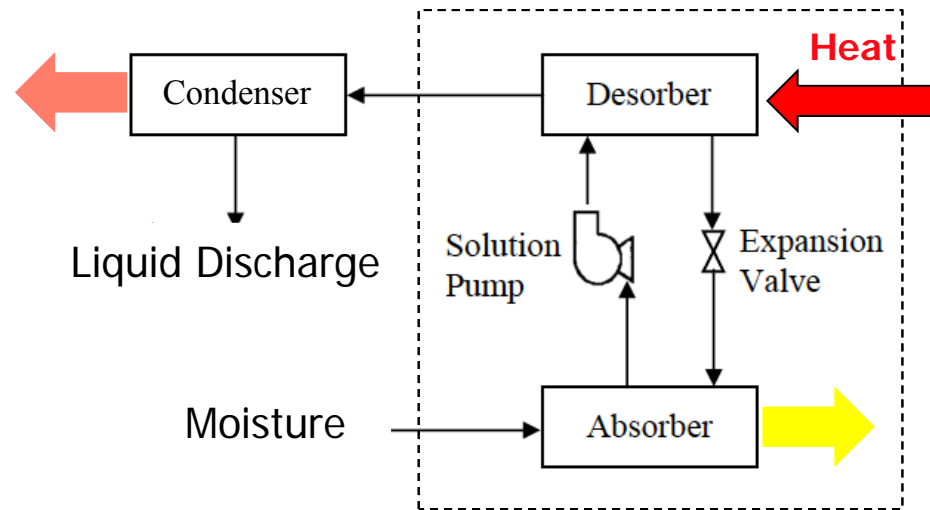 Heat
Condenser
Desorber
Liquid Discharge
Solution
Pump
Expansion
Valve
Moisture
Absorber